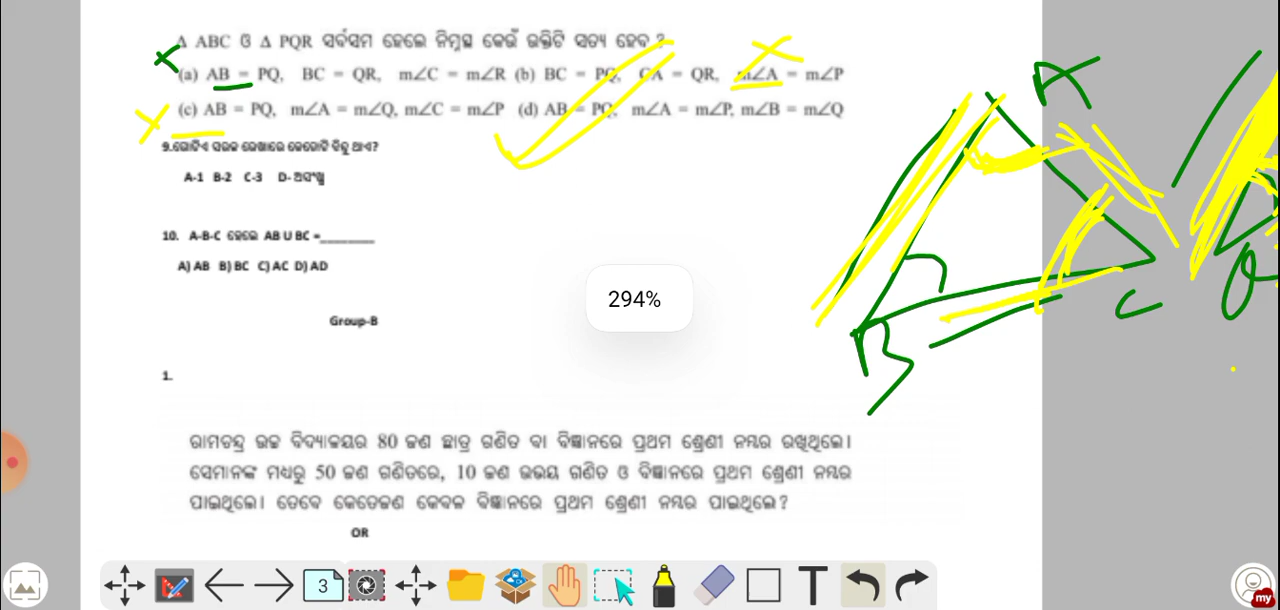 Δ ABC ଓ Δ PQR ସର୍ବସମ ହେଲେ ନିମ୍ନସ୍ଥ କେଉଁ ଉକ୍ତିଟି ସତ୍ୟ ହେବ ?
(a) AB = PQ, BC = QR, m∠C = m∠R (b) BC = PQ, CA = QR, m∠A = m∠P
(c) AB = PQ, m∠A = m∠Q, m∠C = m∠P (d) AB = PQ, m∠A = m∠P, m∠B = m∠Q
9.ଗୋଟିଏ ସରଳ ରେଖାରେ କେତୋଟି ବିନ୍ଦୁ ଥାଏ?
A-1 B-2 C-3 D-ଅସଂଖ୍ୟ
10. A-B-C ହେଲେ AB U BC =________
A) AB B) BC C) AC D) AD
Group-B
1.
ରାମଚନ୍ଦ୍ର ଉଚ୍ଚ ବିଦ୍ୟାଳୟର 80 ଜଣ ଛାତ୍ର ଗଣିତ ବା ବିଜ୍ଞାନରେ ପ୍ରଥମ ଶ୍ରେଣୀ ନମ୍ବର ରଖିଥିଲେ।
ସେମାନଙ୍କ ମଧ୍ୟରୁ 50 ଜଣ ଗଣିତରେ, 10 ଜଣ ଉଭୟ ଗଣିତ ଓ ବିଜ୍ଞାନରେ ପ୍ରଥମ ଶ୍ରେଣୀ ନମ୍ବର
ପାଇଥିଲେ। ତେବେ କେତେଜଣ କେବଳ ବିଜ୍ଞାନରେ ପ୍ରଥମ ଶ୍ରେଣୀ ନମ୍ବର ପାଇଥିଲେ?
OR
294%
A
B
C
Q
3
T
my